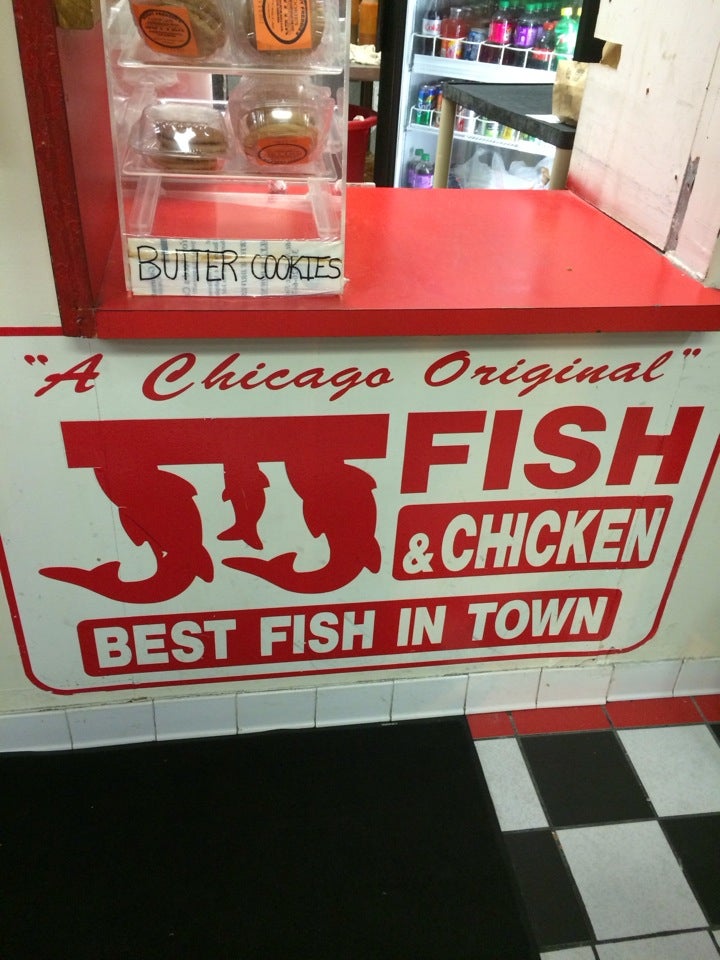 BUTTER COOKIES
"A Chicago Original"
JJ'S FISH
& CHICKEN
BEST FISH IN TOWN